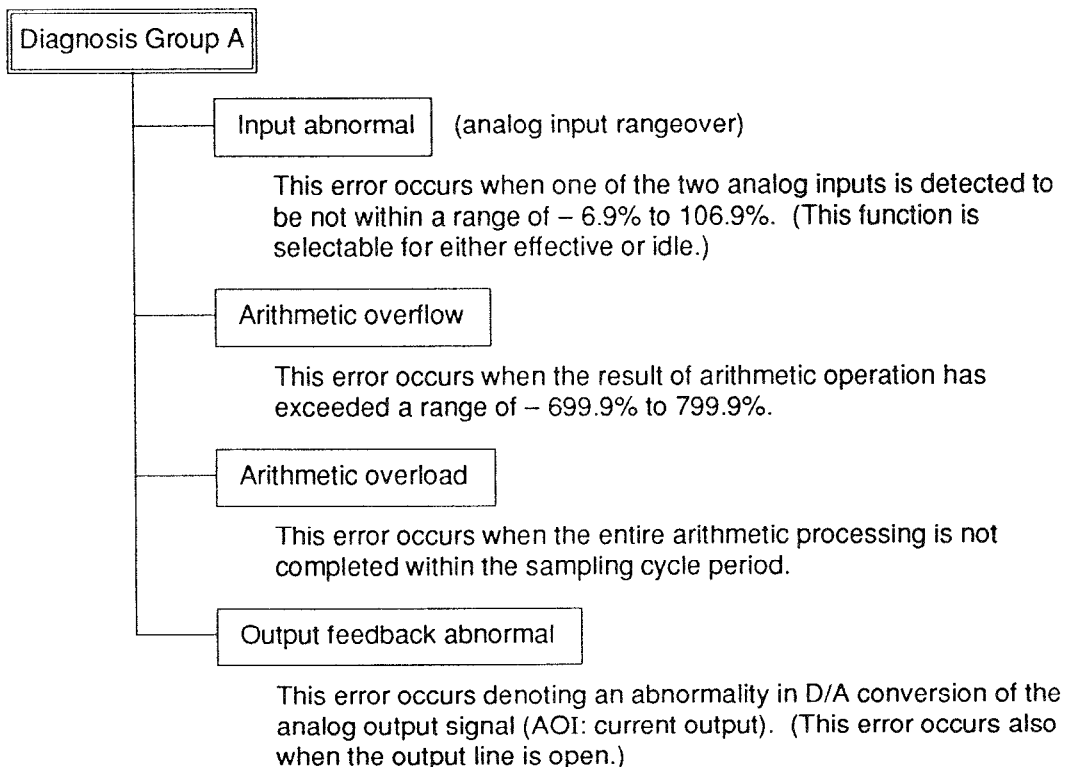 Diagnosis Group A
Input abnormal (analog input rangeover)
This error occurs when one of the two analog inputs is detected to
be not within a range of – 6.9% to 106.9%. (This function is
selectable for either effective or idle.)
Arithmetic overflow
This error occurs when the result of arithmetic operation has
exceeded a range of – 699.9% to 799.9%.
Arithmetic overload
This error occurs when the entire arithmetic processing is not
completed within the sampling cycle period.
Output feedback abnormal
This error occurs denoting an abnormality in D/A conversion of the
analog output signal (AOI: current output). (This error occurs also
when the output line is open.)